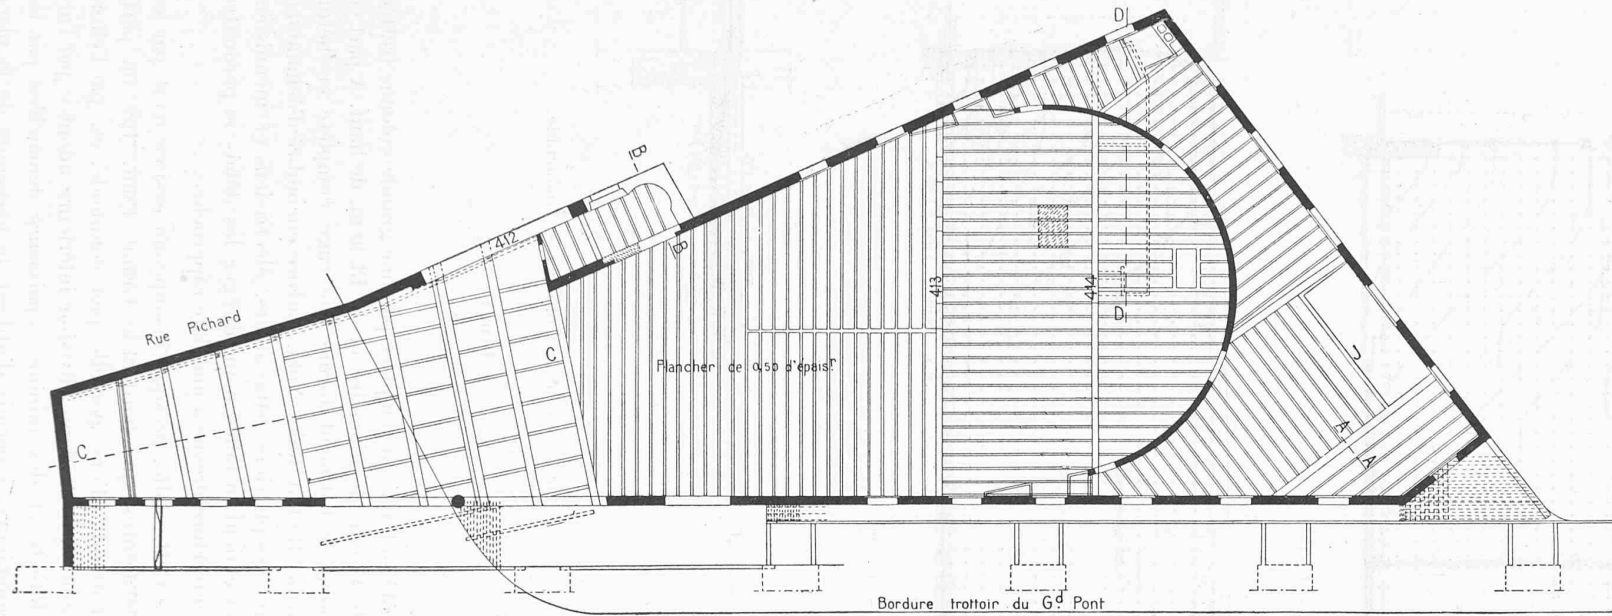 D
B
412
Rue Pichard
B
413
414
D
C
Plancher de 0,50 d'épaisr
C
A
A
Bordure trottoir du Gd Pont